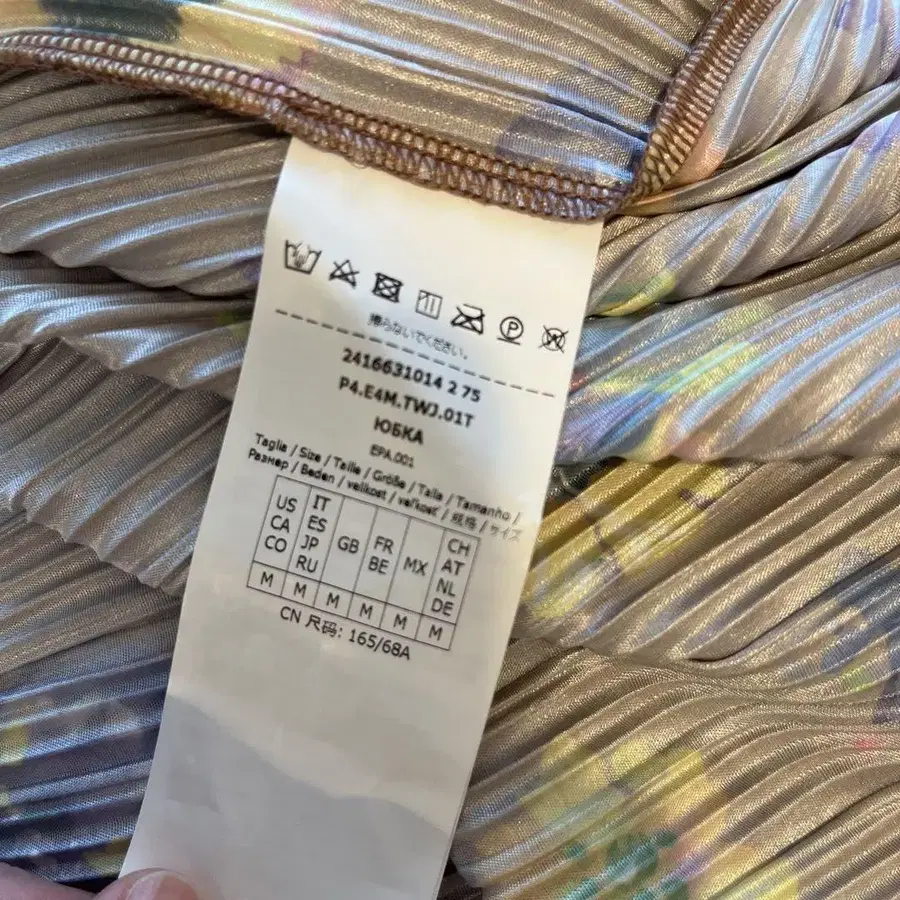 P
W
絞らないでください。
2416631014 2 75
P4.E4M.TWJ.01T
ЮБКА
EPA.001
Taglia / Size / Taille / Größe / Talla / Tamanho /
Размер / Beden / velikost / veľkosť / 规格 / サイズ
US CA CO
IT ES JP RU
GB
FR BE
MX
CH AT NL DE
M M M M M M
CN 尺码: 165/68A